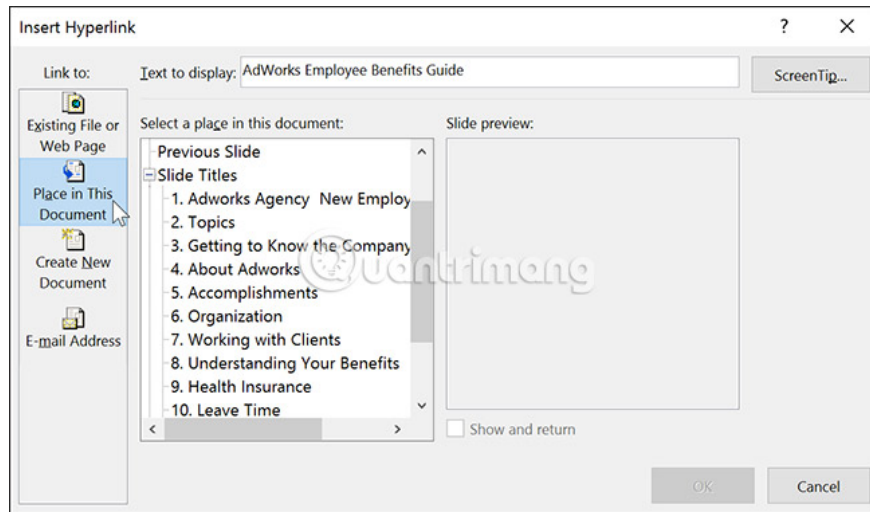 Insert Hyperlink
?
Link to:
Text to display: AdWorks Employee Benefits Guide
ScreenTip...
Existing File or
Web Page
Place in This
Document
Create New
Document
E-mail Address
Select a place in this document:
Previous Slide
Slide Titles
1. Adworks Agency  New Employ
2. Topics
3. Getting to Know the Company
4. About Adworks
5. Accomplishments
6. Organization
7. Working with Clients
8. Understanding Your Benefits
9. Health Insurance
10. Leave Time
Slide preview:
Quantrimang
Show and return
OK
Cancel